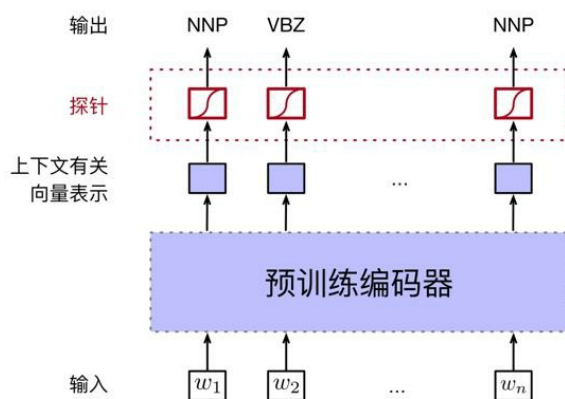 输出 NNP VBZ NNP
探针
上下文有关
向量表示
...
预训练编码器
输入 w1 w2 ... wn